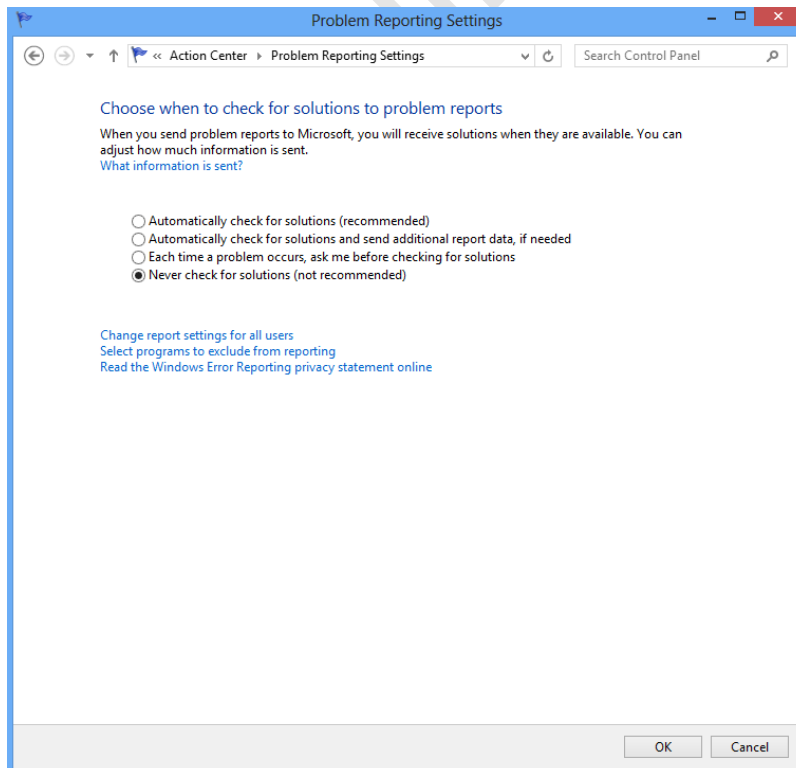 Problem Reporting Settings
« Action Center Problem Reporting Settings Search Control Panel
Choose when to check for solutions to problem reports
When you send problem reports to Microsoft, you will receive solutions when they are available. You can
adjust how much information is sent.
What information is sent?
Automatically check for solutions (recommended)
Automatically check for solutions and send additional report data, if needed
Each time a problem occurs, ask me before checking for solutions
Never check for solutions (not recommended)
Change report settings for all users
Select programs to exclude from reporting
Read the Windows Error Reporting privacy statement online
OK Cancel